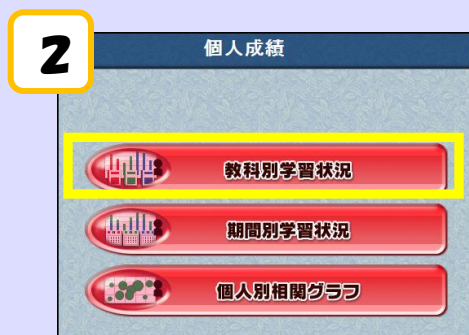 2
個人成績
教科別学習状況
期間別学習状況
個人別相関グラフ